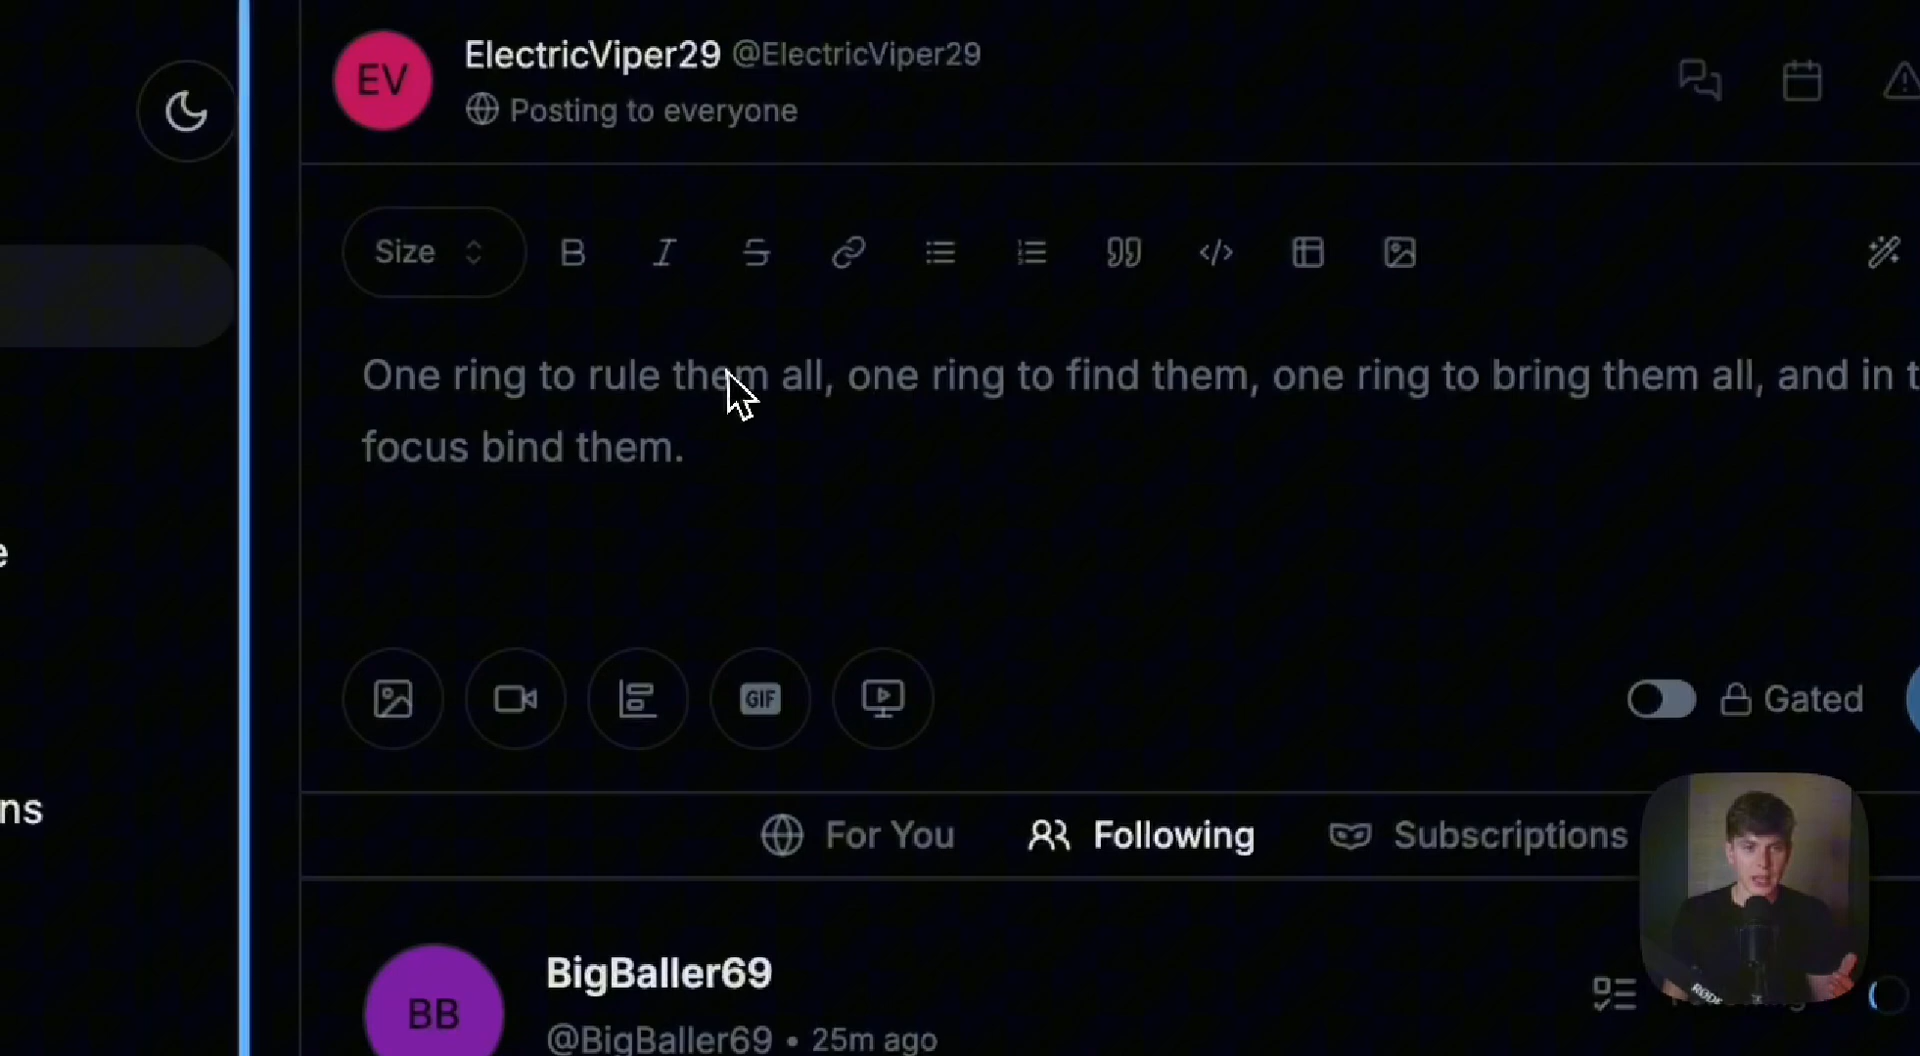 EV
ElectricViper29 @ElectricViper29
Posting to everyone
Size
One ring to rule them all, one ring to find them, one ring to bring them all, and in t
focus bind them.
e
GIF
Gated
ns
For You
Following
Subscriptions
BB
BigBaller69
@BigBaller69 • 25m ago
RØDE